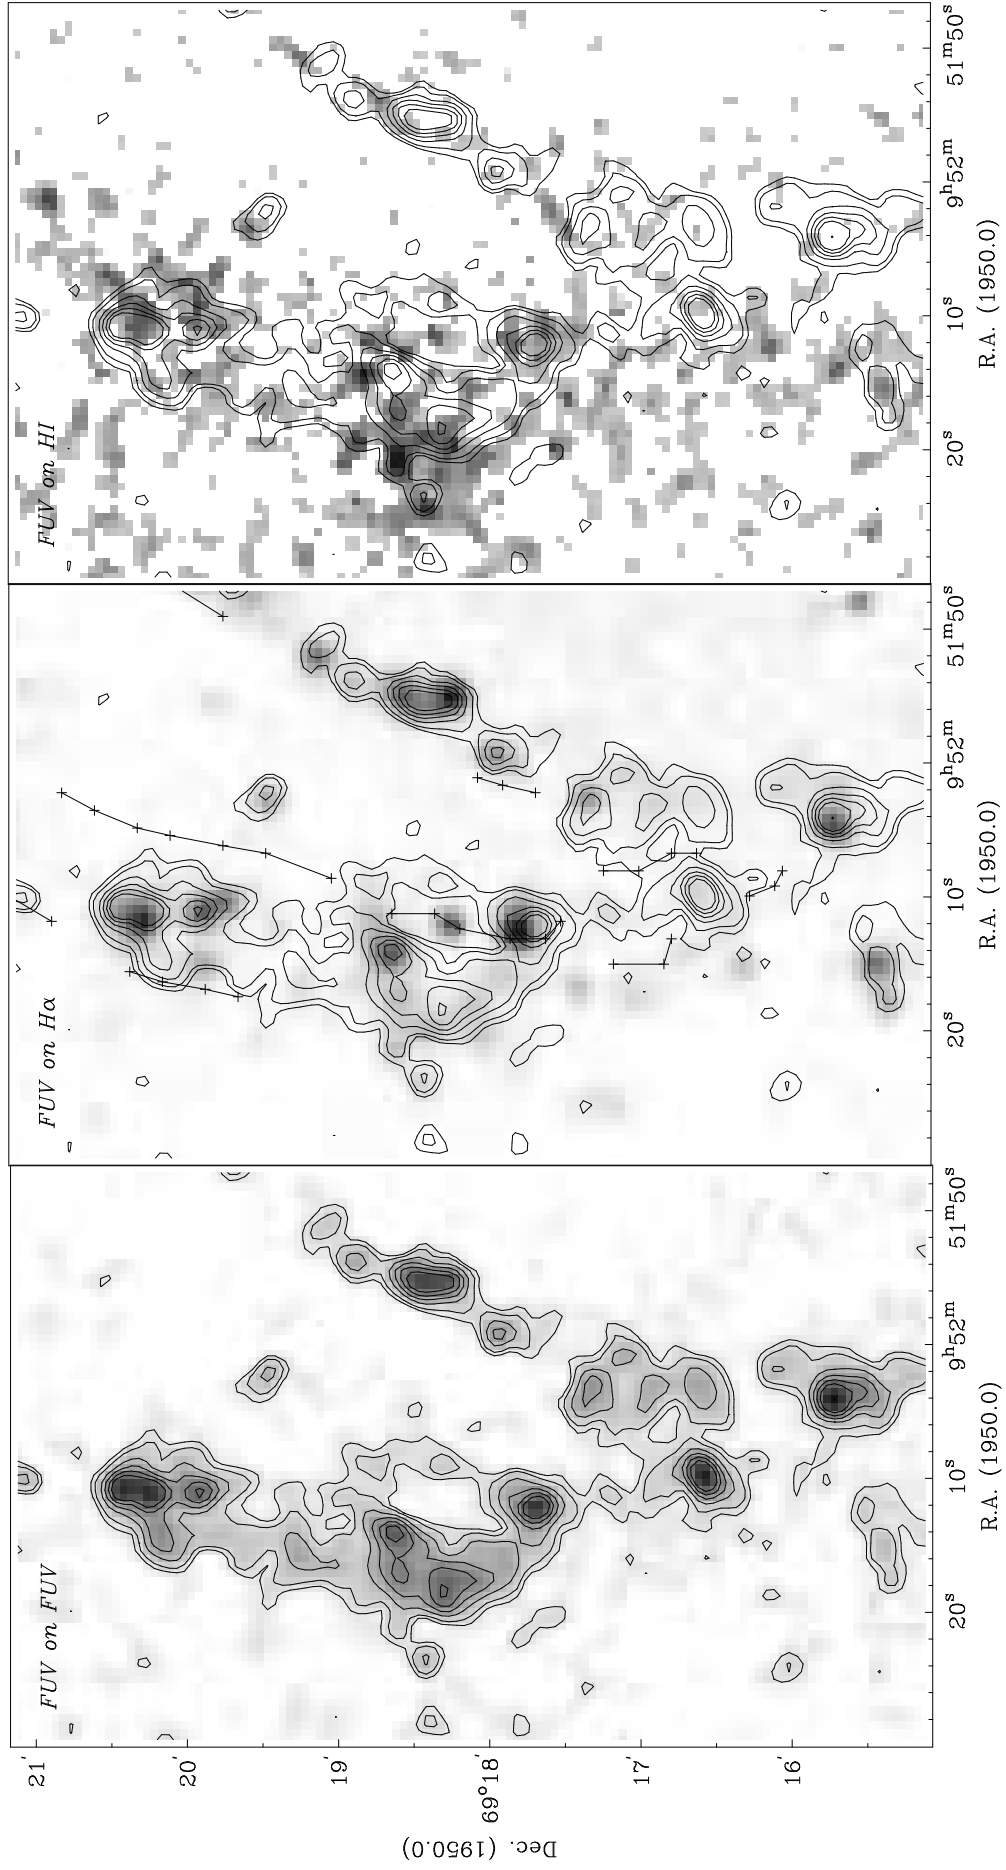 FUV on FUV
FUV on Hα
FUV on HI
21'
20'
19'
69°18'
17'
16'
Dec. (1950.0)
20s
10s
9h52m
51m50s
R.A. (1950.0)
20s
10s
9h52m
51m50s
R.A. (1950.0)
20s
10s
9h52m
51m50s
R.A. (1950.0)